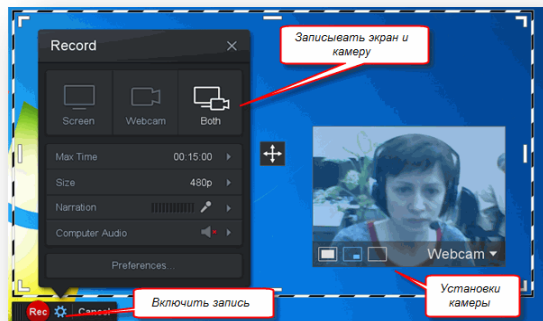 Record
Записывать экран и
камеру
Screen
Webcam
Both
Max Time
00:15:00
Size
480p
Narration
Computer Audio
Preferences...
Webcam
Установки
камеры
Rec
Cancel
Включить запись